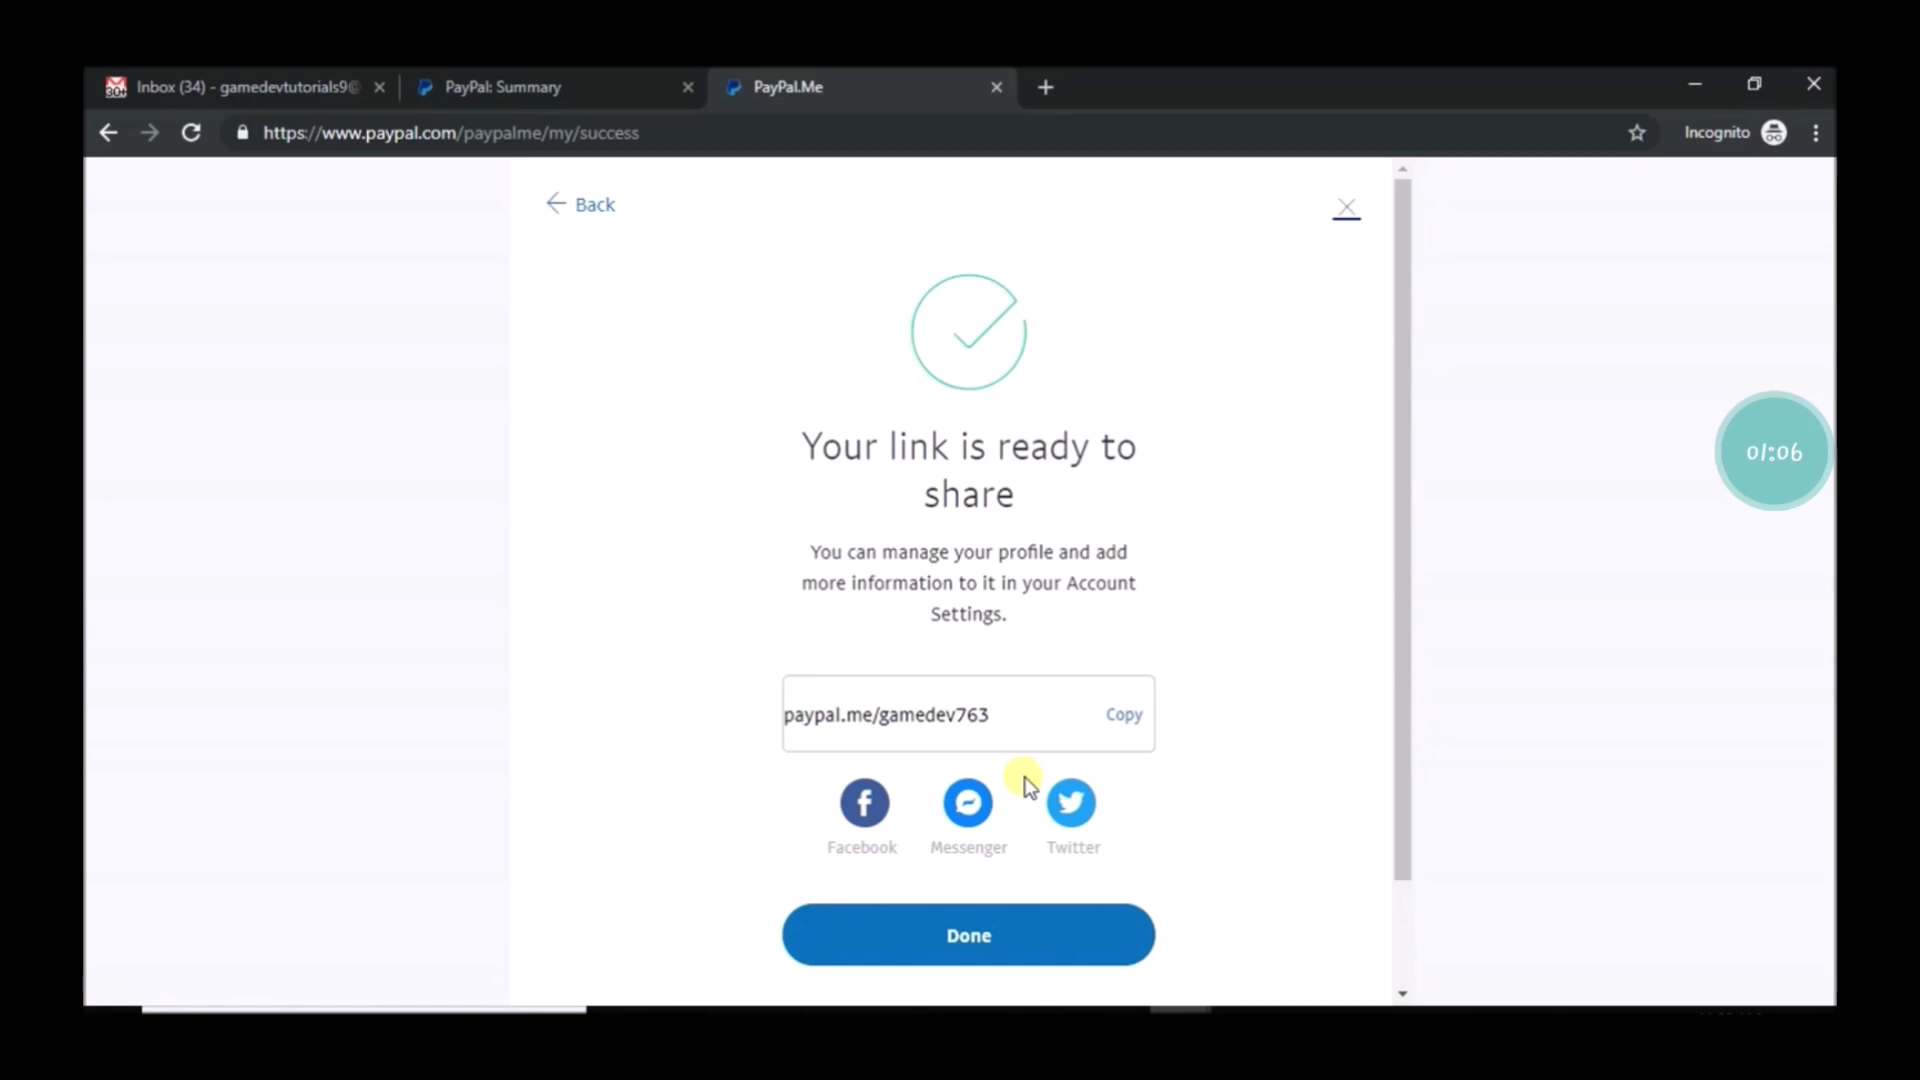 Inbox (34) - gamedevtutorials9@
PayPal: Summary
PayPal.Me
30+
https://www.paypal.com/paypalme/my/success
Incognito
Back
Your link is ready to
share
You can manage your profile and add
more information to it in your Account
Settings.
01:06
paypal.me/gamedev763
Copy
Facebook
Messenger
Twitter
Done